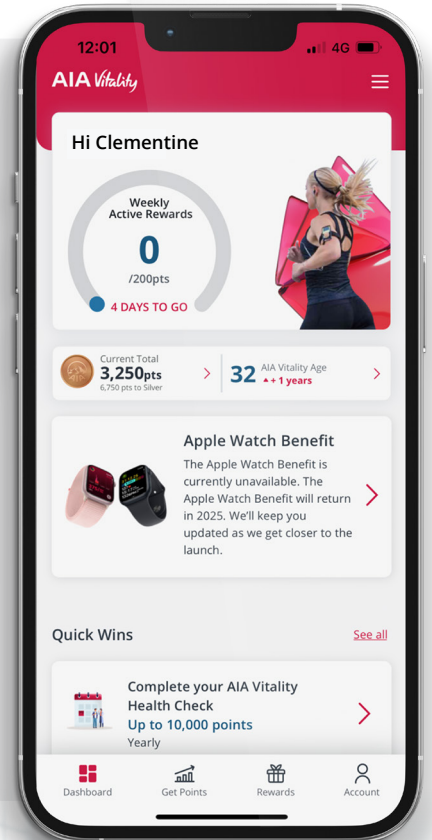 12:01
4G
AIA Vitality
Hi Clementine
Weekly
Active Rewards
0
/200pts
4 DAYS TO GO
Current Total
3,250pts
6,750 pts to Silver
32
AIA Vitality Age
+ 1 years
Apple Watch Benefit
The Apple Watch Benefit is
currently unavailable. The
Apple Watch Benefit will return
in 2025. We’ll keep you
updated as we get closer to the
launch.
Quick Wins
See all
Complete your AIA Vitality
Health Check
Up to 10,000 points
Yearly
Dashboard
Get Points
Rewards
Account